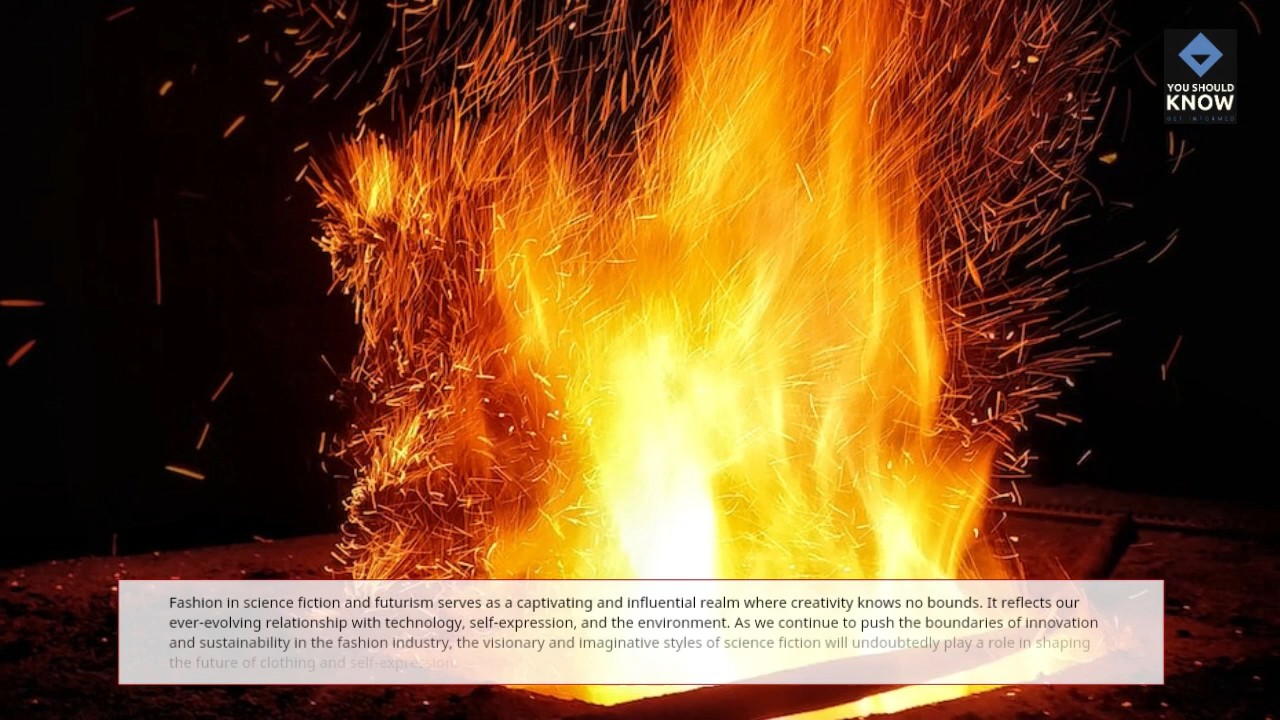 YOU SHOULD
KNOW
GET INFORMED
Fashion in science fiction and futurism serves as a captivating and influential realm where creativity knows no bounds. It reflects our
ever-evolving relationship with technology, self-expression, and the environment. As we continue to push the boundaries of innovation
and sustainability in the fashion industry, the visionary and imaginative styles of science fiction will undoubtedly play a role in shaping
the future of clothing and self-expression.